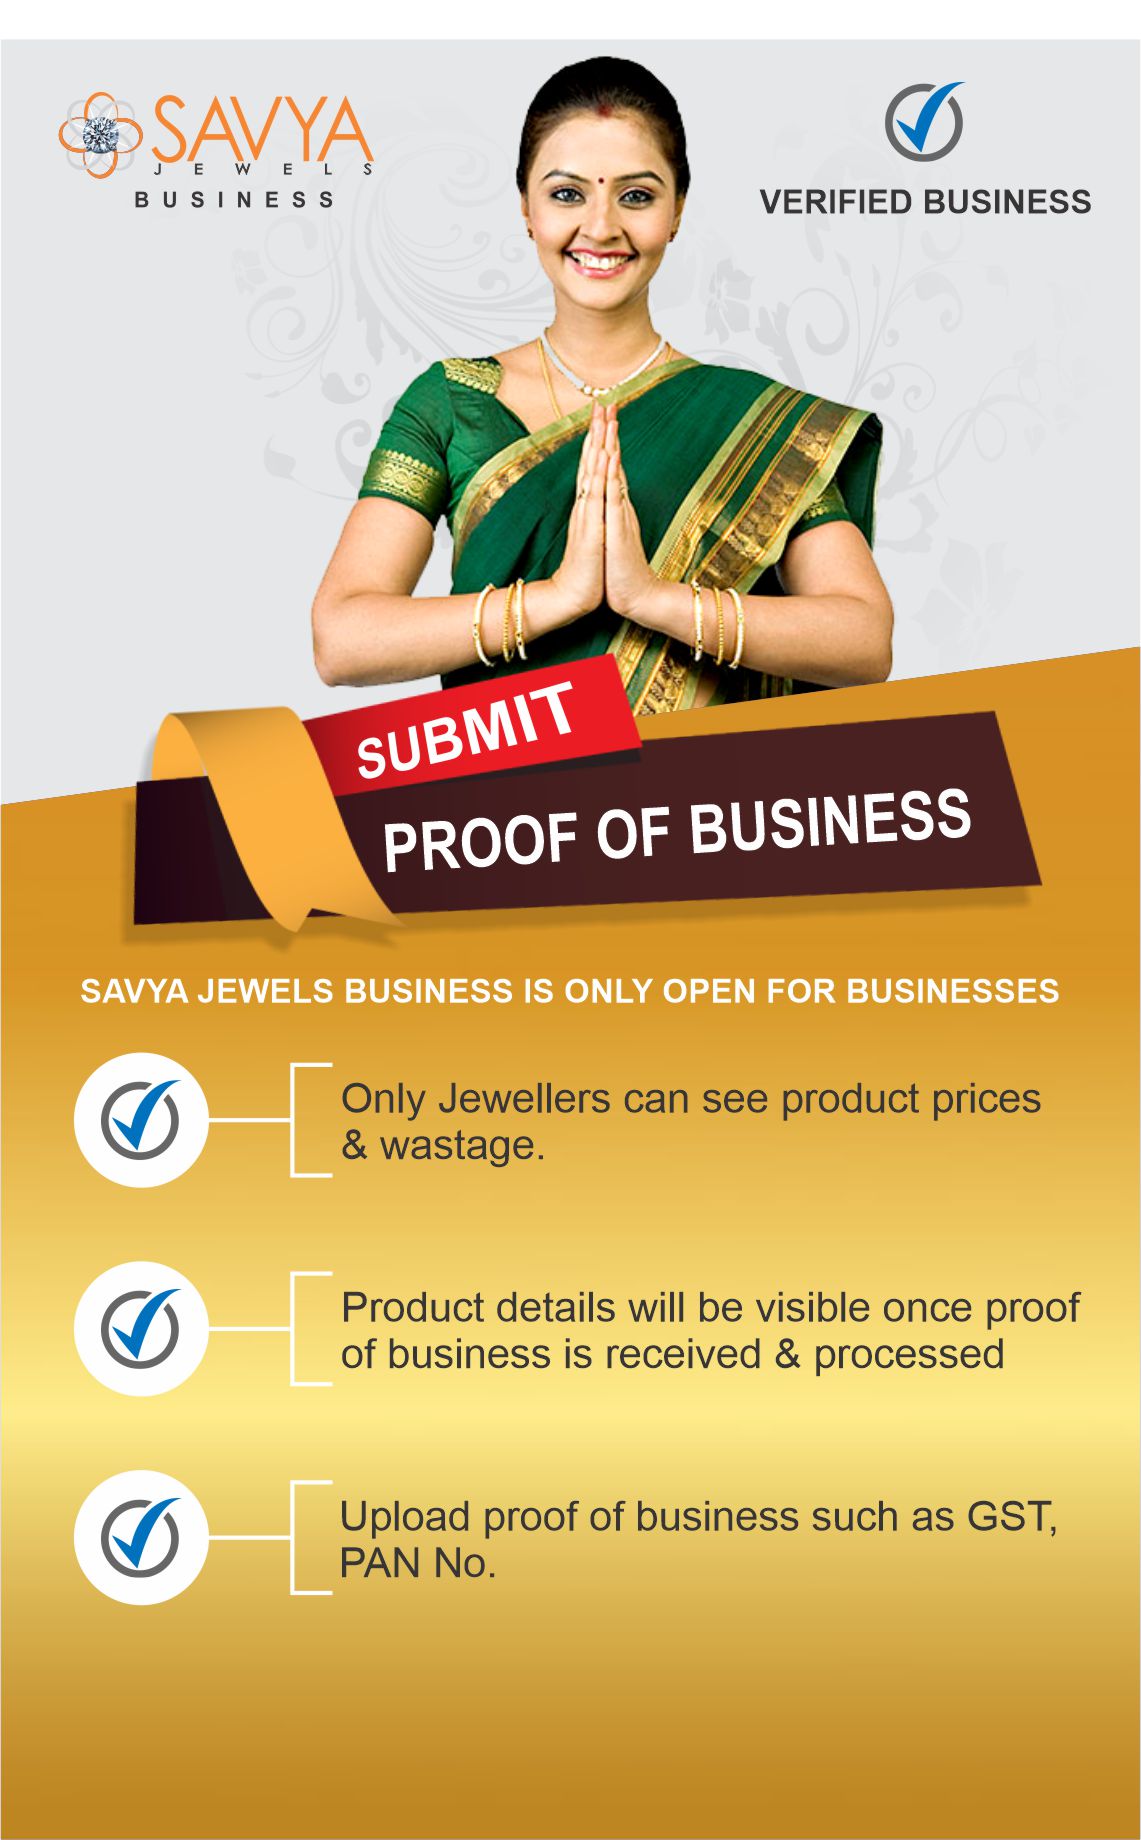 SAVYA
JEWELS
BUSINESS
VERIFIED BUSINESS
SUBMIT
PROOF OF BUSINESS
SAVYA JEWELS BUSINESS IS ONLY OPEN FOR BUSINESSES
Only Jewellers can see product prices
& wastage.
Product details will be visible once proof
of business is received & processed
Upload proof of business such as GST,
PAN No.